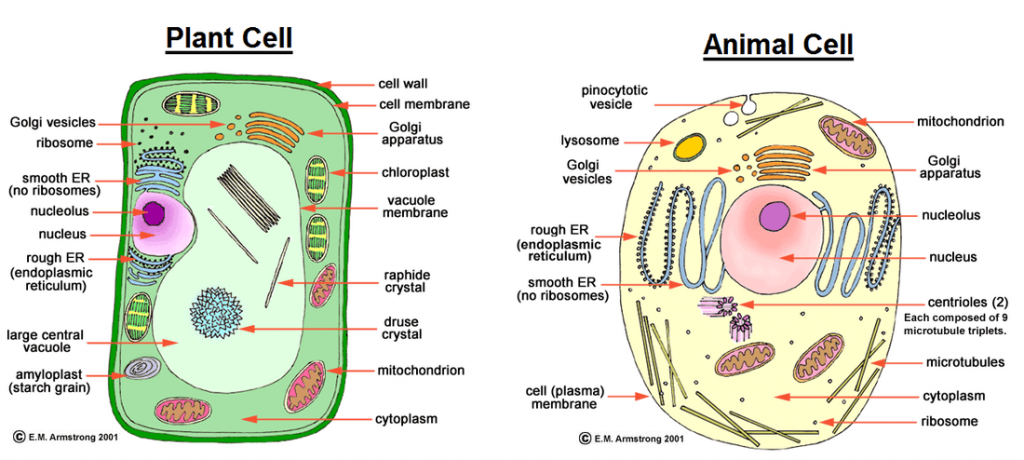 Plant Cell
cell wall
cell membrane
Golgi vesicles
ribosome
Golgi
apparatus
smooth ER
(no ribosomes)
chloroplast
nucleolus
vacuole
membrane
nucleus
rough ER
(endoplasmic
reticulum)
raphide
crystal
druse
crystal
large central
vacuole
amyloplast
(starch grain)
mitochondrion
cytoplasm
© E.M. Armstrong 2001
Animal Cell
pinocytotic
vesicle
mitochondrion
lysosome
Golgi
vesicles
Golgi
apparatus
nucleolus
rough ER
(endoplasmic
reticulum)
nucleus
smooth ER
(no ribosomes)
centrioles (2)
Each composed of 9
microtubule triplets.
microtubules
cell (plasma)
membrane
cytoplasm
ribosome
© E.M. Armstrong 2001